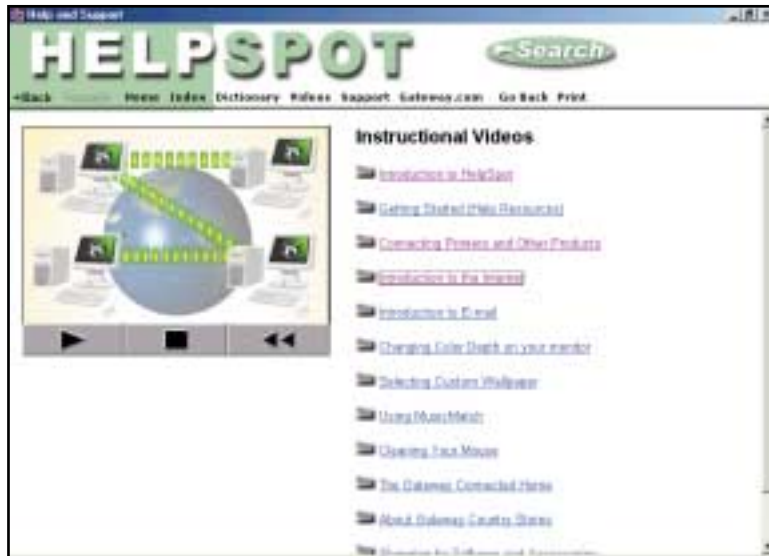 Help and Support
HELPSPOT
Search
Back Home Index Dictionary Videos Support Gateway.com Go Back Print
Instructional Videos
Introduction to HelpSpot
Getting Started (Help Resources)
Connecting Printers and Other Products
Introduction to the Internet
Introduction to E-mail
Changing Color Depth on your monitor
Selecting Custom Wallpaper
Using MusicMatch
Cleaning Your Mouse
The Gateway Connected Home
About Gateway Country Stores